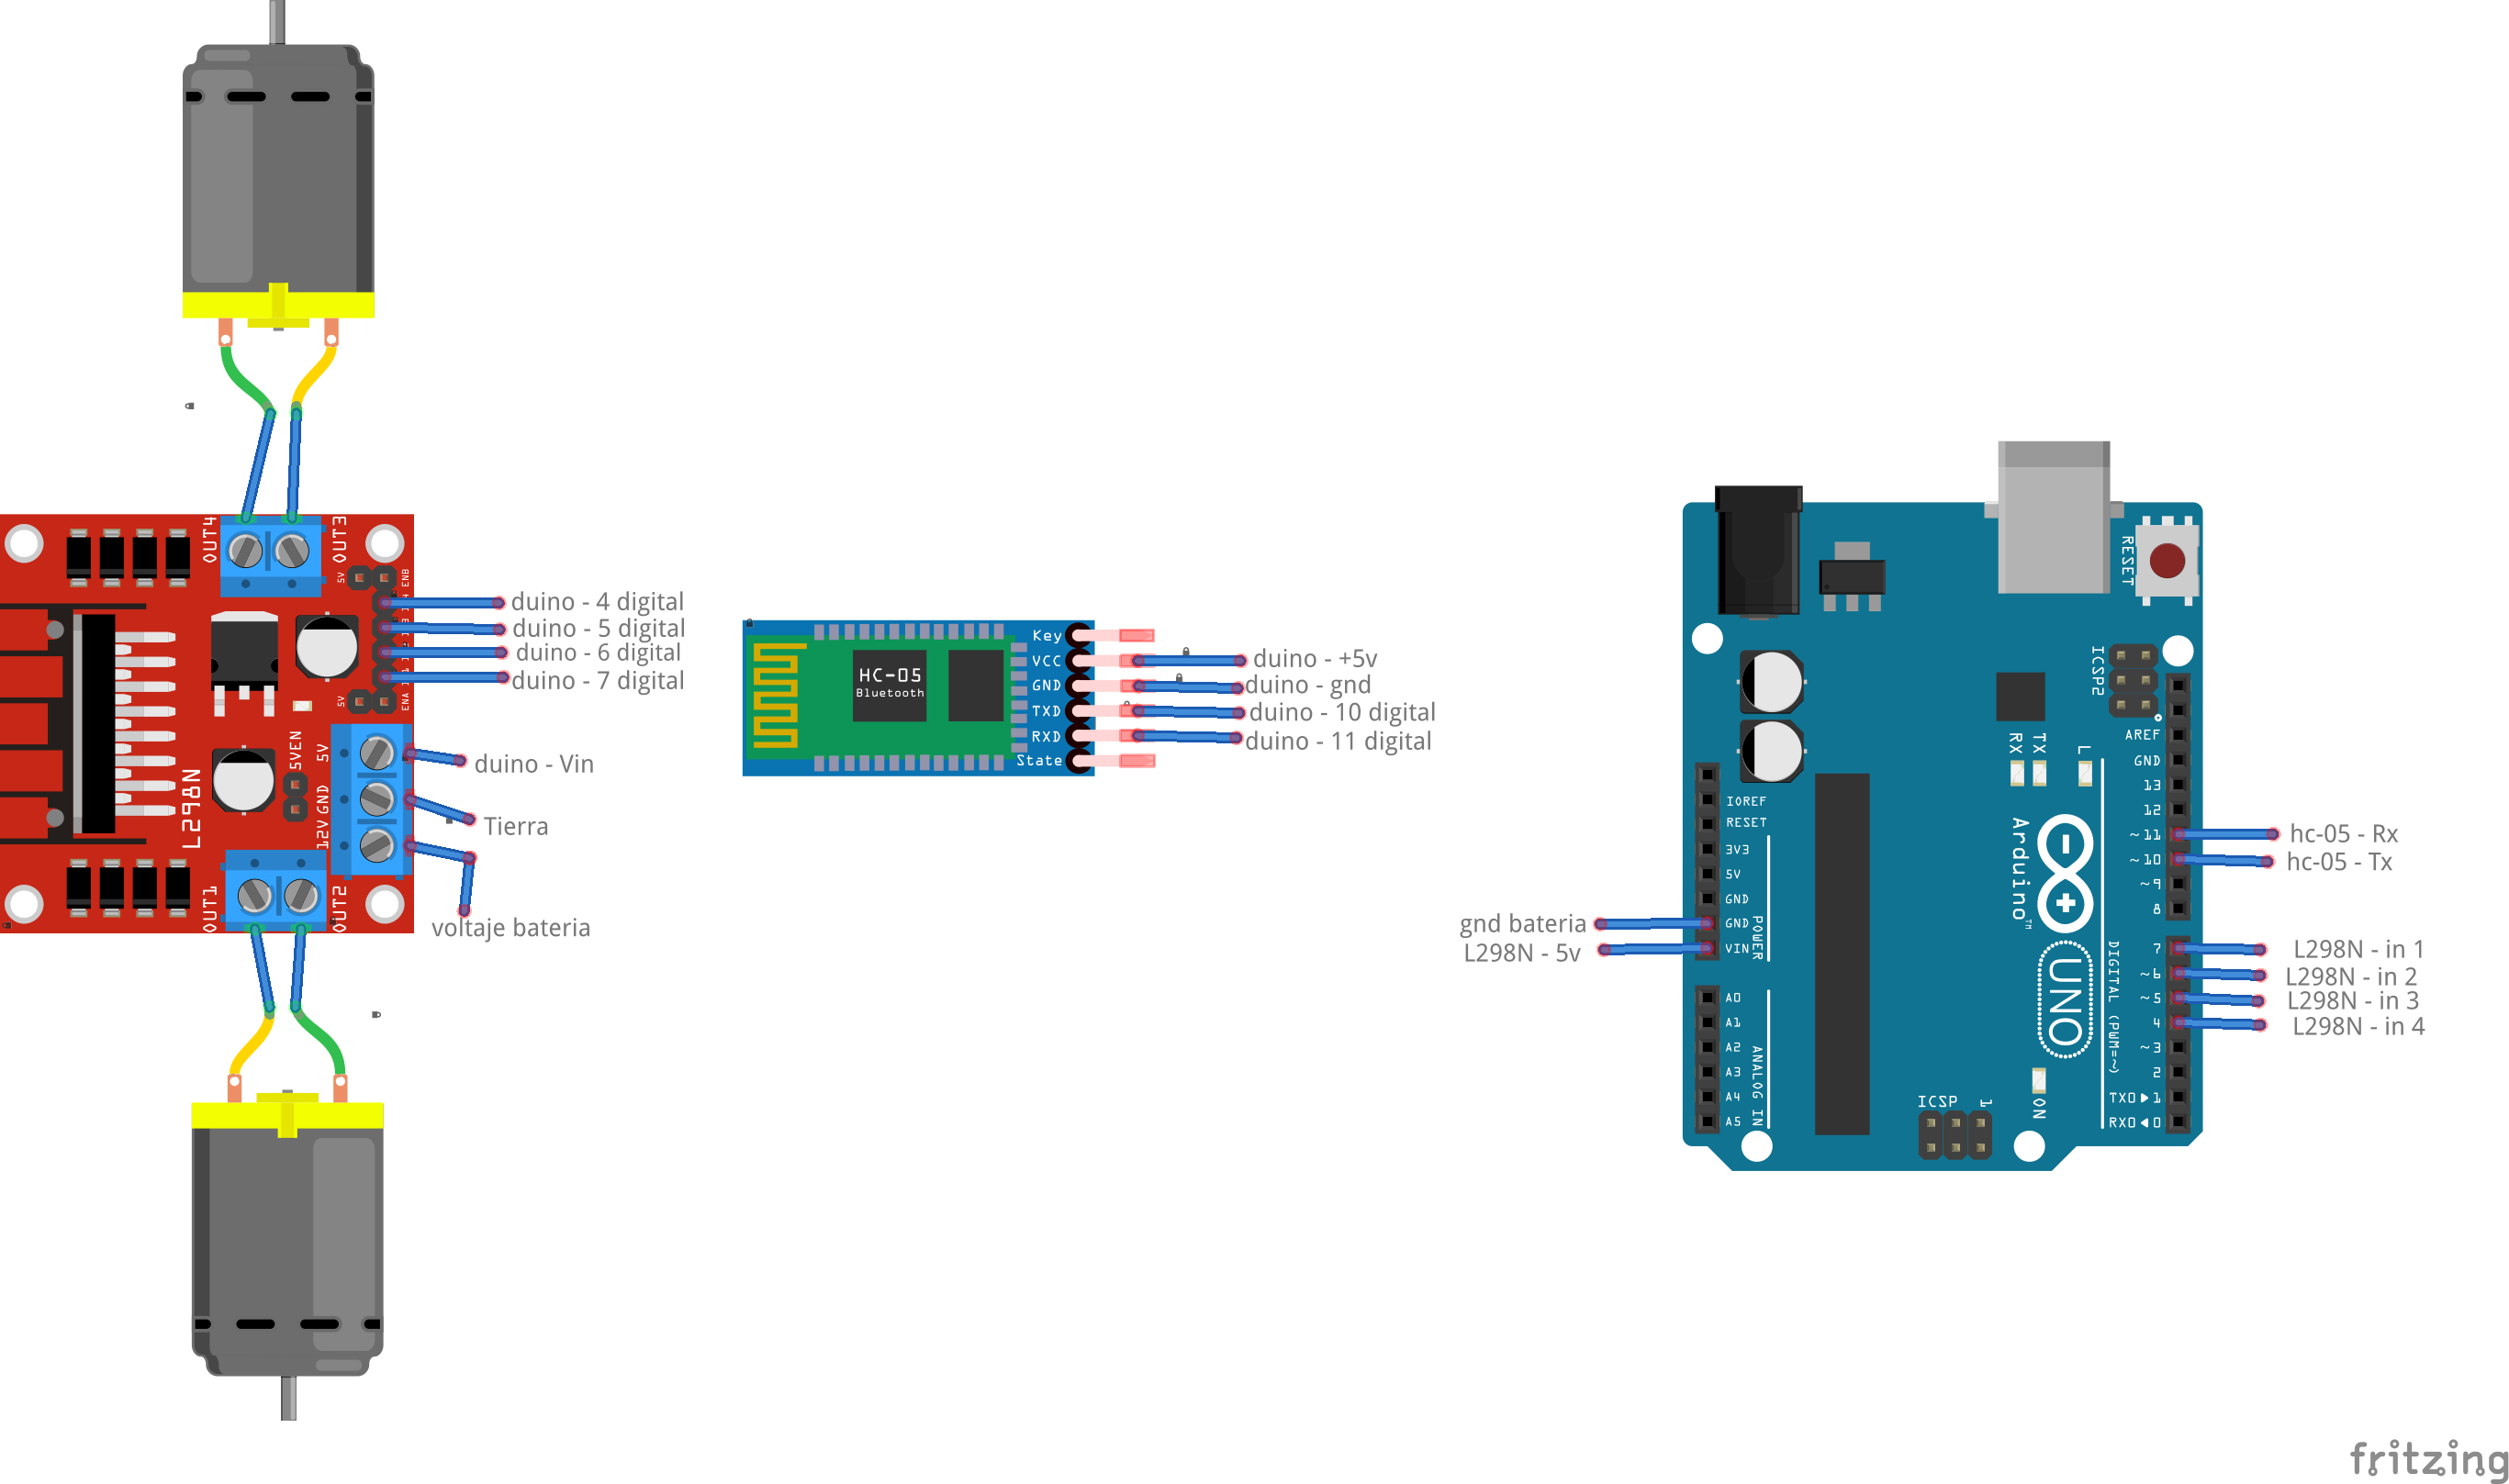 OUT4
OUT3
5V
ENB
duino - 4 digital
duino - 5 digital
duino - 6 digital
duino - 7 digital
5V
ENA
5VEN
5V
GND
12V
L298N
duino - Vin
Tierra
voltaje bateria
OUT1
OUT2
HC-05
Bluetooth
Key
VCC
GND
TXD
RXD
State
duino - +5v
duino - gnd
duino - 10 digital
duino - 11 digital
RESET
ICSP2
RX
TX
L
Arduino™
UNO
IOREF
RESET
3V3
5V
GND
GND
VIN
POWER
gnd bateria
L298N - 5v
A0
A1
A2
A3
A4
A5
ANALOG IN
AREF
GND
13
12
~11
~10
~9
8
7
~6
~5
4
~3
2
TX0▶1
RX0◀0
DIGITAL (PWM=~)
ICSP
1
ON
hc-05 - Rx
hc-05 - Tx
L298N - in 1
L298N - in 2
L298N - in 3
L298N - in 4
fritzing